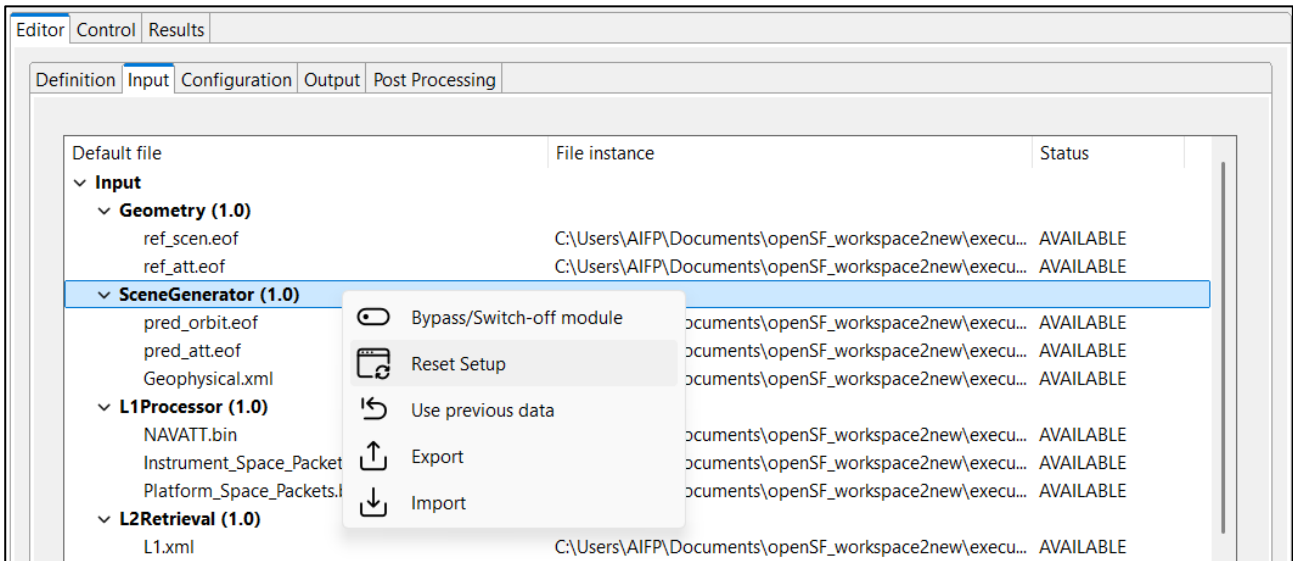 Editor Control Results
Definition Input Configuration Output Post Processing
Default file File instance Status
Input
Geometry (1.0)
ref_scen.eof C:\Users\AIFP\Documents\openSF_workspace2new\execu... AVAILABLE
ref_att.eof C:\Users\AIFP\Documents\openSF_workspace2new\execu... AVAILABLE
SceneGenerator (1.0)
Bypass/Switch-off module
pred_orbit.eof ocuments\openSF_workspace2new\execu... AVAILABLE
pred_att.eof ocuments\openSF_workspace2new\execu... AVAILABLE
Reset Setup
Geophysical.xml ocuments\openSF_workspace2new\execu... AVAILABLE
L1Processor (1.0)
Use previous data
NAVATT.bin ocuments\openSF_workspace2new\execu... AVAILABLE
Instrument_Space_Packet ocuments\openSF_workspace2new\execu... AVAILABLE
Export
Platform_Space_Packets. ocuments\openSF_workspace2new\execu... AVAILABLE
Import
L2Retrieval (1.0)
L1.xml C:\Users\AIFP\Documents\openSF_workspace2new\execu... AVAILABLE